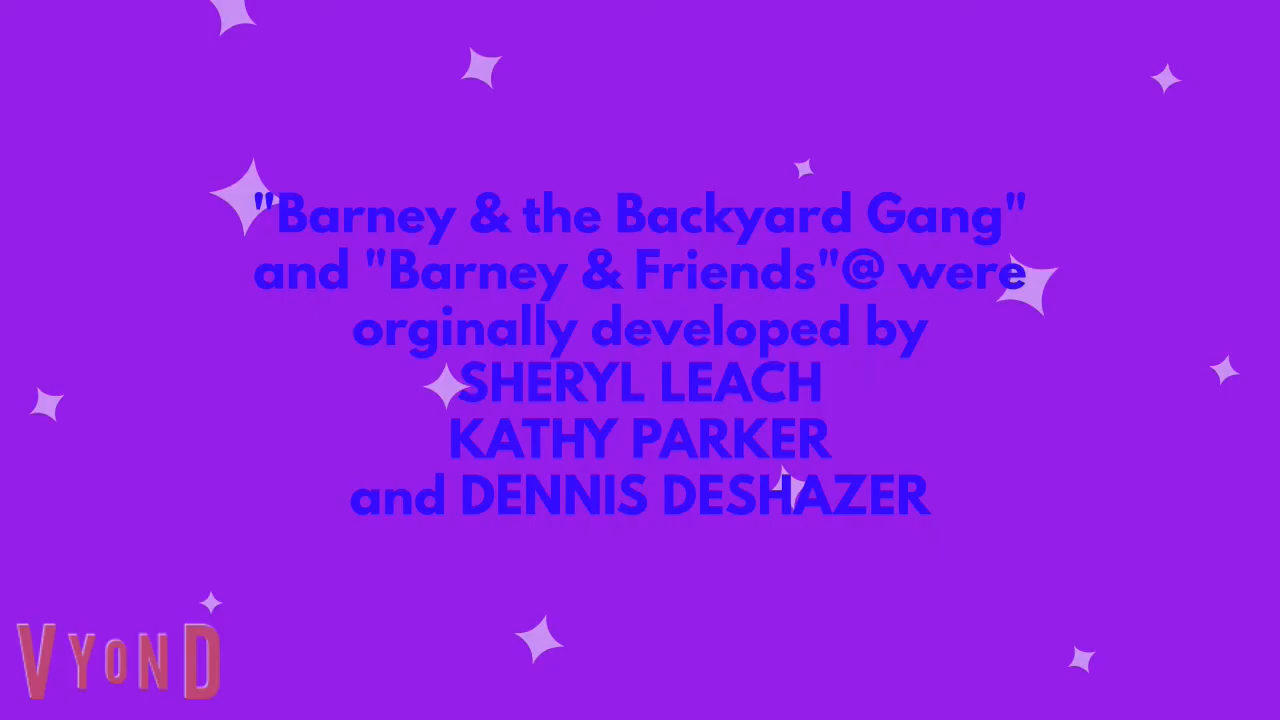 "Barney & the Backyard Gang"
and "Barney & Friends"@ were
orginally developed by
SHERYL LEACH
KATHY PARKER
and DENNIS DESHAZER
VYOND